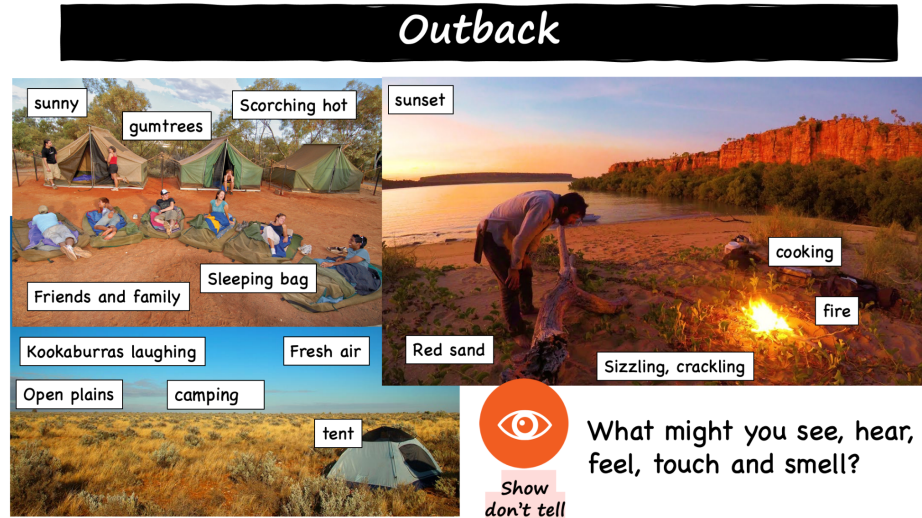 Outback
sunny
gumtrees
Scorching hot
sunset
Sleeping bag
Friends and family
cooking
fire
Red sand
Sizzling, crackling
Kookaburras laughing
Fresh air
Open plains
camping
tent
What might you see, hear,
feel, touch and smell?
Show
don't tell